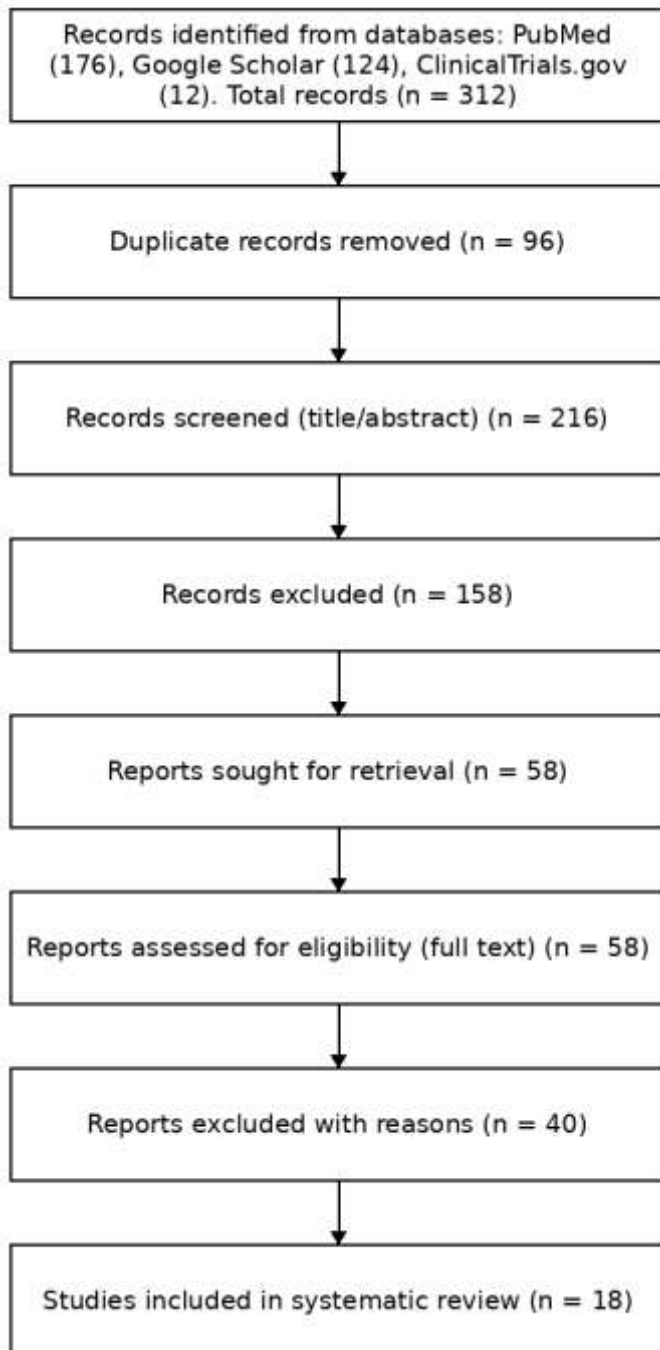 Records identified from databases: PubMed
(176), Google Scholar (124), ClinicalTrials.gov
(12). Total records (n = 312)
Duplicate records removed (n = 96)
Records screened (title/abstract) (n = 216)
Records excluded (n = 158)
Reports sought for retrieval (n = 58)
Reports assessed for eligibility (full text) (n = 58)
Reports excluded with reasons (n = 40)
Studies included in systematic review (n = 18)